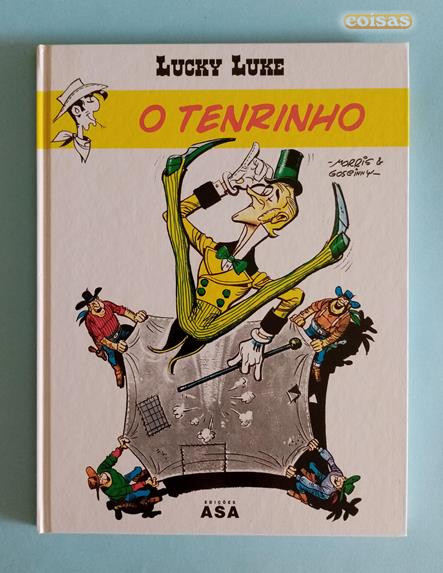 coisas
LUCKY LUKE
O TENRINHO
-MORRIS &
GOSCINNY-
EDIÇÕES
ASA